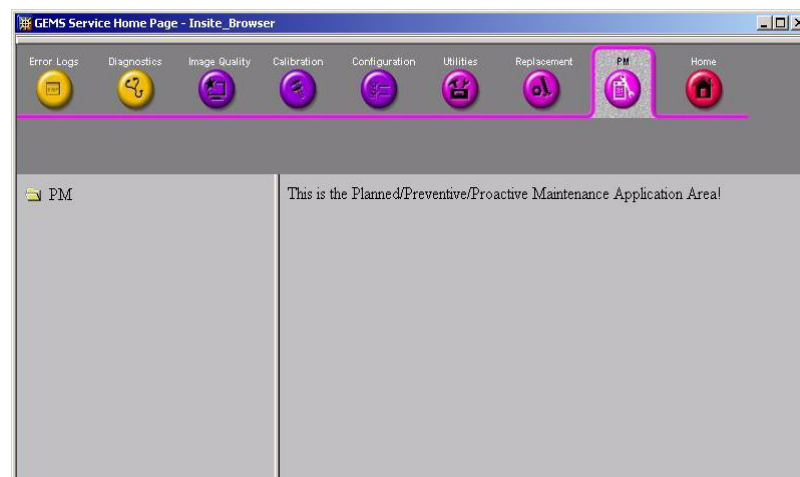 GEMS Service Home Page - Insite_Browser
Error Logs Diagnostics Image Quality Calibration Configuration Utilities Replacement PM Home
PM
This is the Planned/Preventive/Proactive Maintenance Application Area!